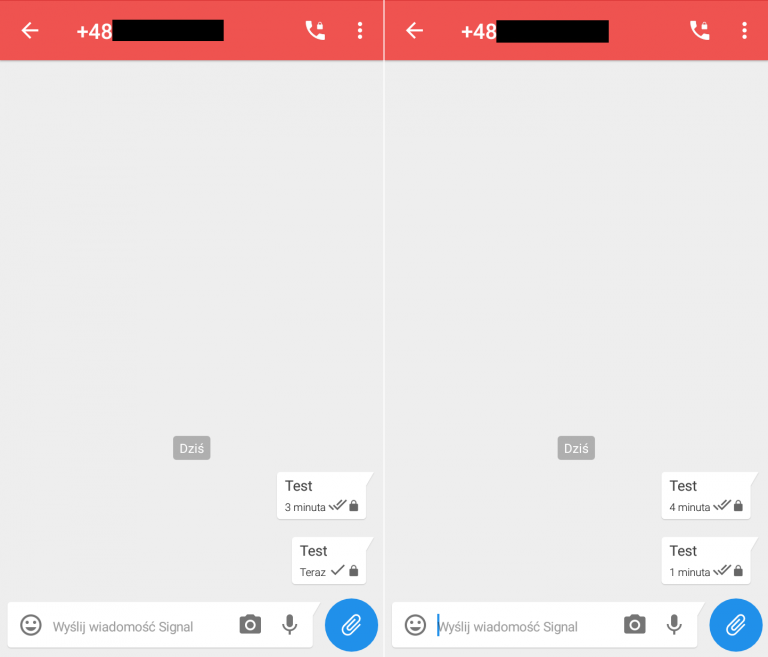 +48
Dziś
Test
3 minuta
Test
Teraz
Wyślij wiadomość Signal
+48
Dziś
Test
4 minuta
Test
1 minuta
Wyślij wiadomość Signal